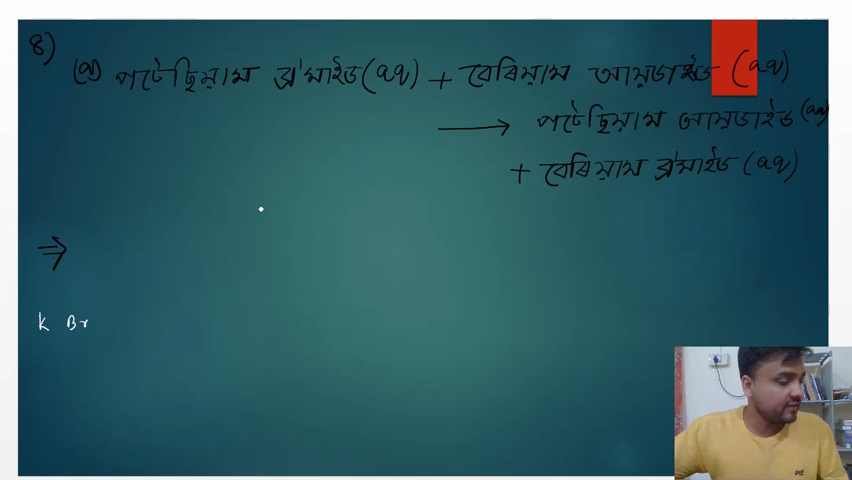 8)
(a) পটেছিয়াম ব্ৰ'মাইড (aq) + বেৰিয়াম আয়ডাইড (aq)
⟶ পটেছিয়াম আয়ডাইড (aq)
+ বেৰিয়াম ব্ৰ'মাইড (aq)
⇒
K Br